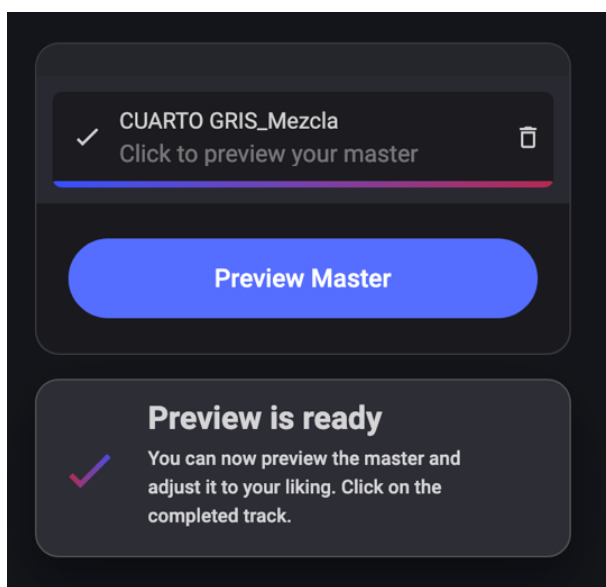 CUARTO GRIS_Mezcla
Click to preview your master
Preview Master
Preview is ready
You can now preview the master and
adjust it to your liking. Click on the
completed track.